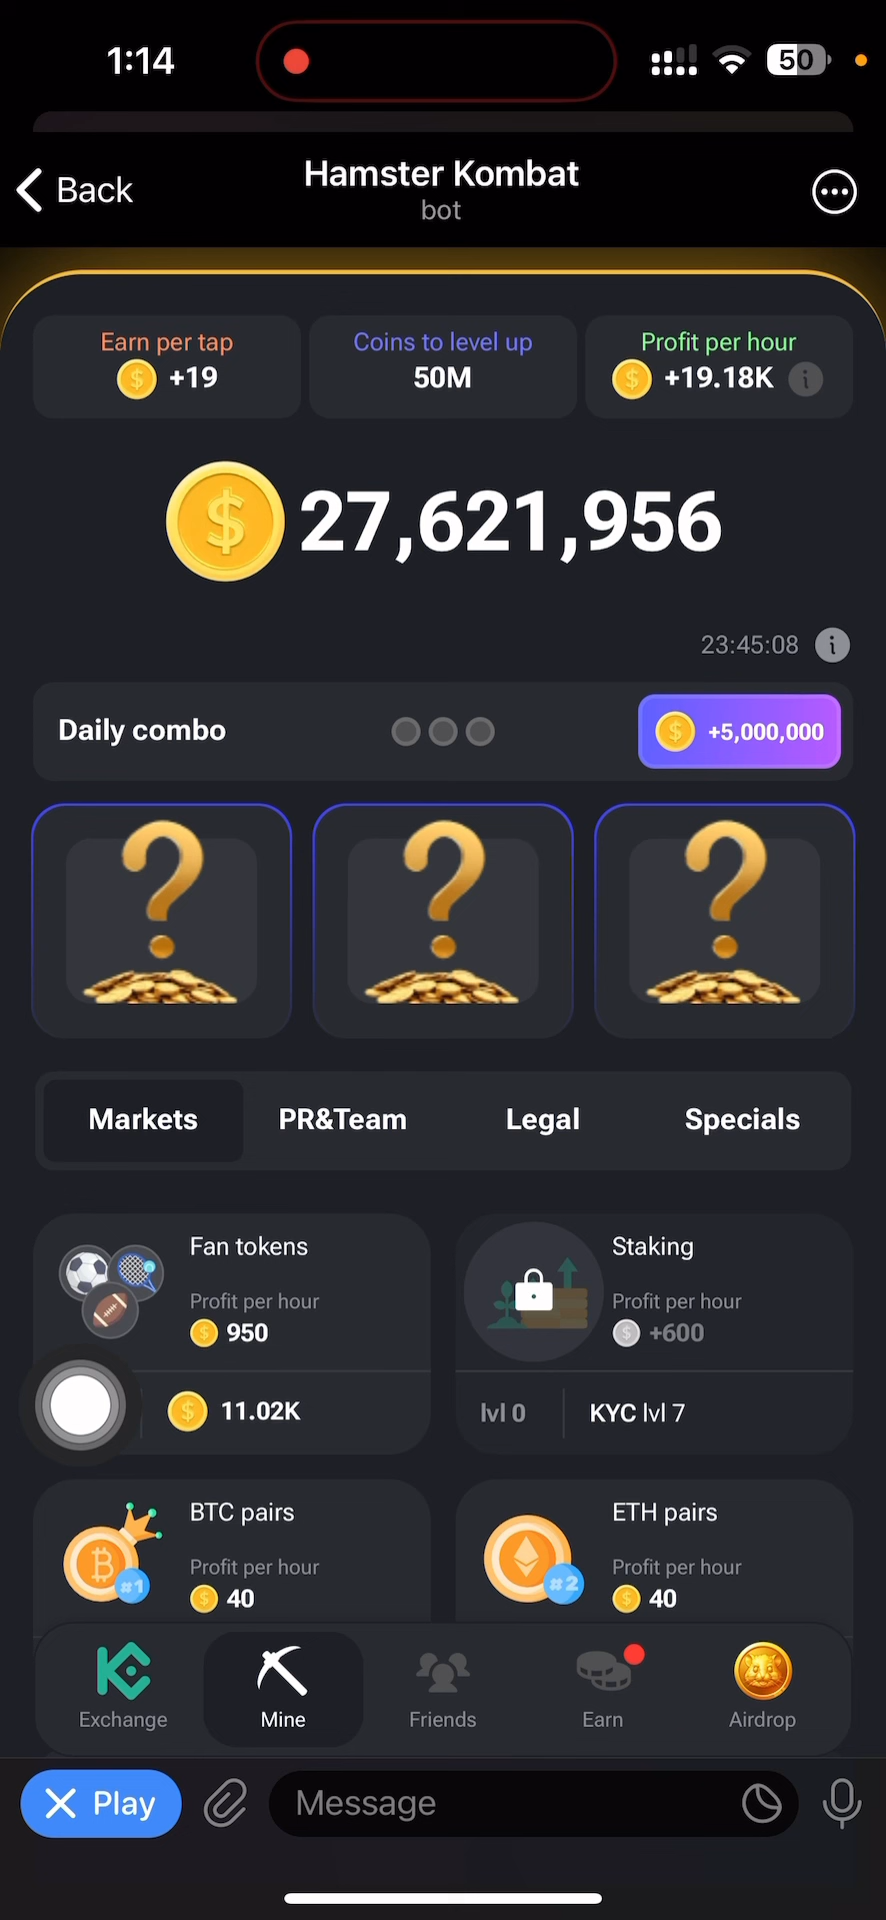 1:14
50
Back
Hamster Kombat
bot
Earn per tap
+19
Coins to level up
50M
Profit per hour
+19.18K
27,621,956
23:45:08
Daily combo
+5,000,000
Markets
PR&Team
Legal
Specials
Fan tokens
Profit per hour
950
11.02K
Staking
Profit per hour
+600
lvl 0
KYC lvl 7
BTC pairs
#1
Profit per hour
40
ETH pairs
#2
Profit per hour
40
Exchange
Mine
Friends
Earn
Airdrop
Play
Message